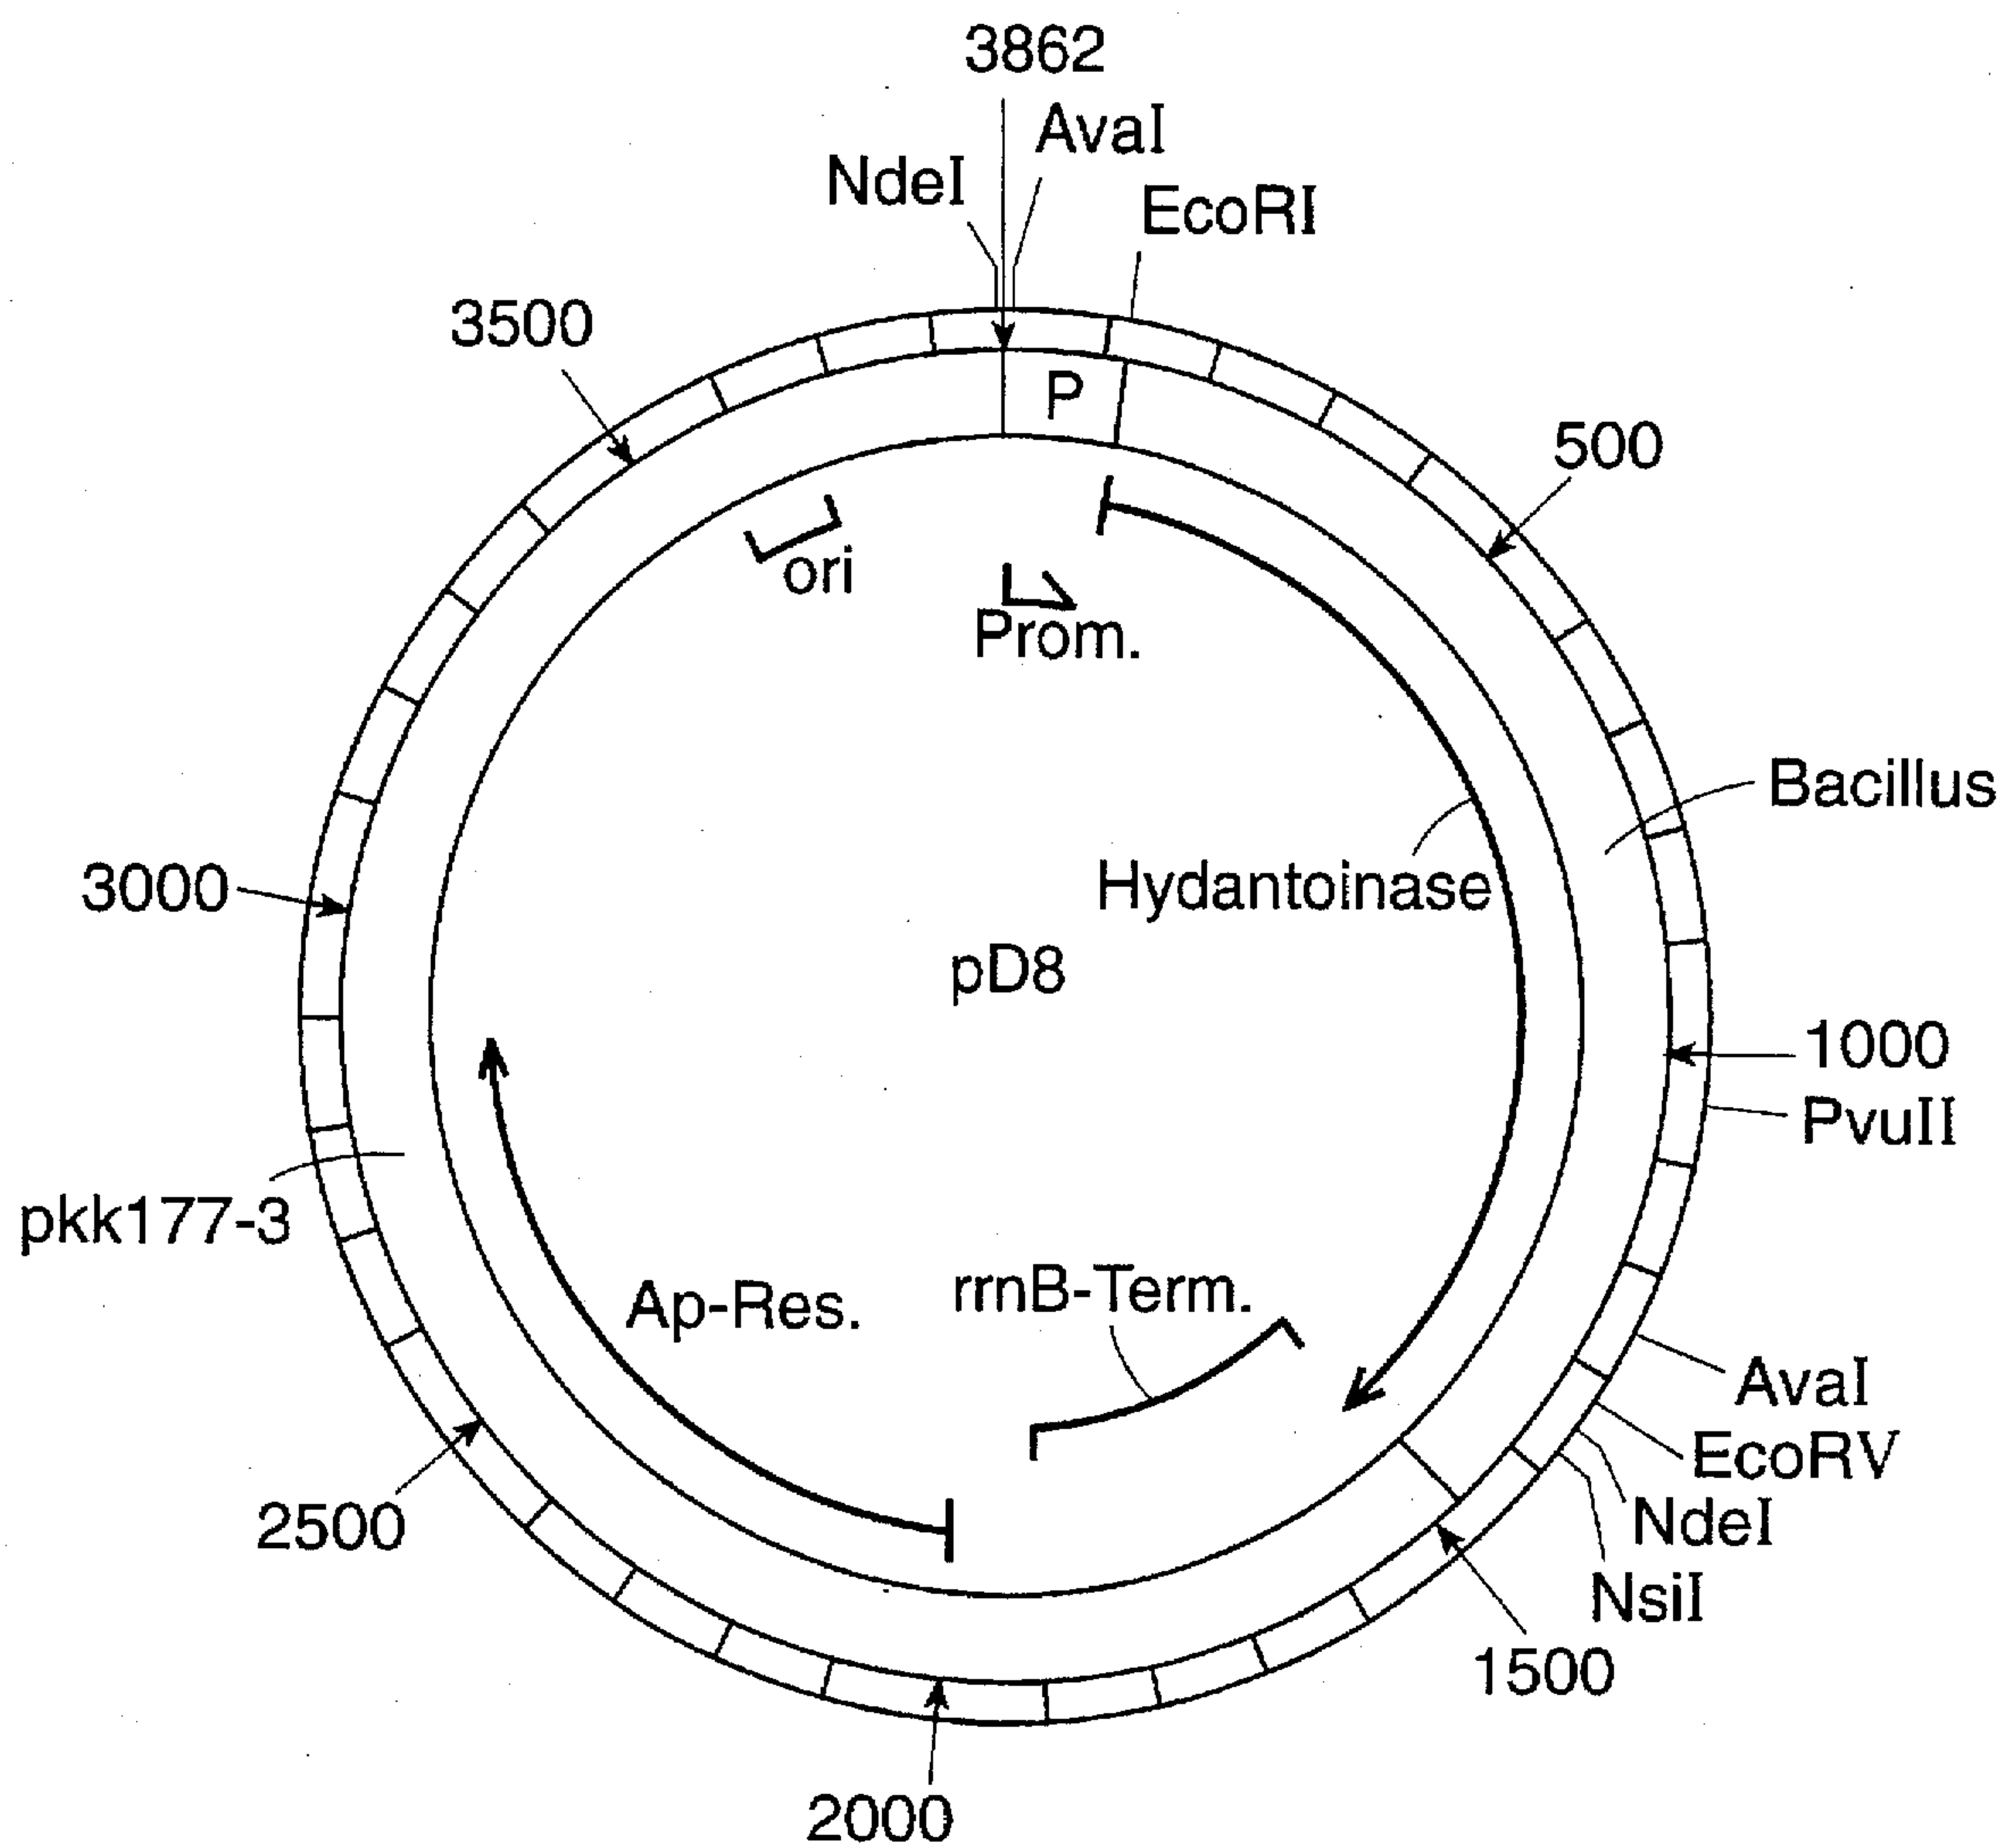 3862
AvaI
NdeI
EcoRI
3500
500
P
ori
Prom.
Bacillus
Hydantoinase
3000
pD8
1000
PvuII
pkk177-3
Ap-Res.
rrnB-Term.
AvaI
EcoRV
NdeI
2500
NsiI
1500
2000